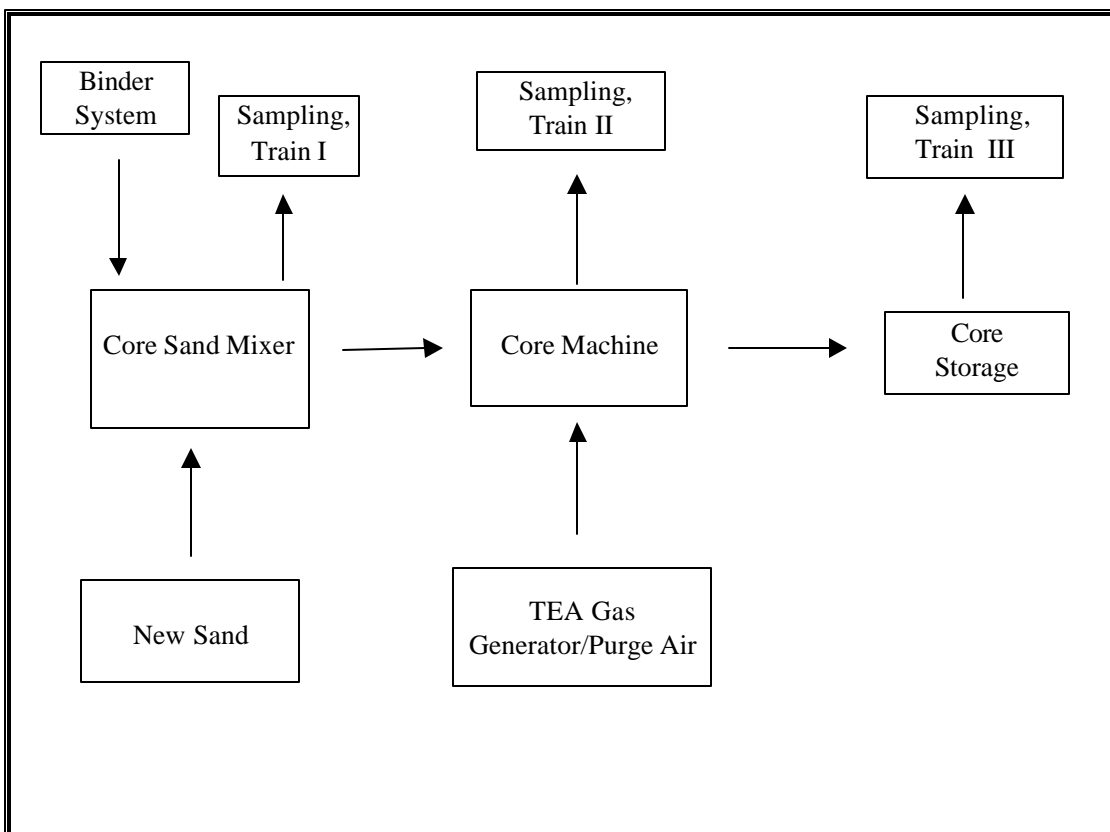 Binder
System
Sampling,
Train I
Sampling,
Train II
Sampling,
Train III
Core Sand Mixer
Core Machine
Core
Storage
New Sand
TEA Gas
Generator/Purge Air